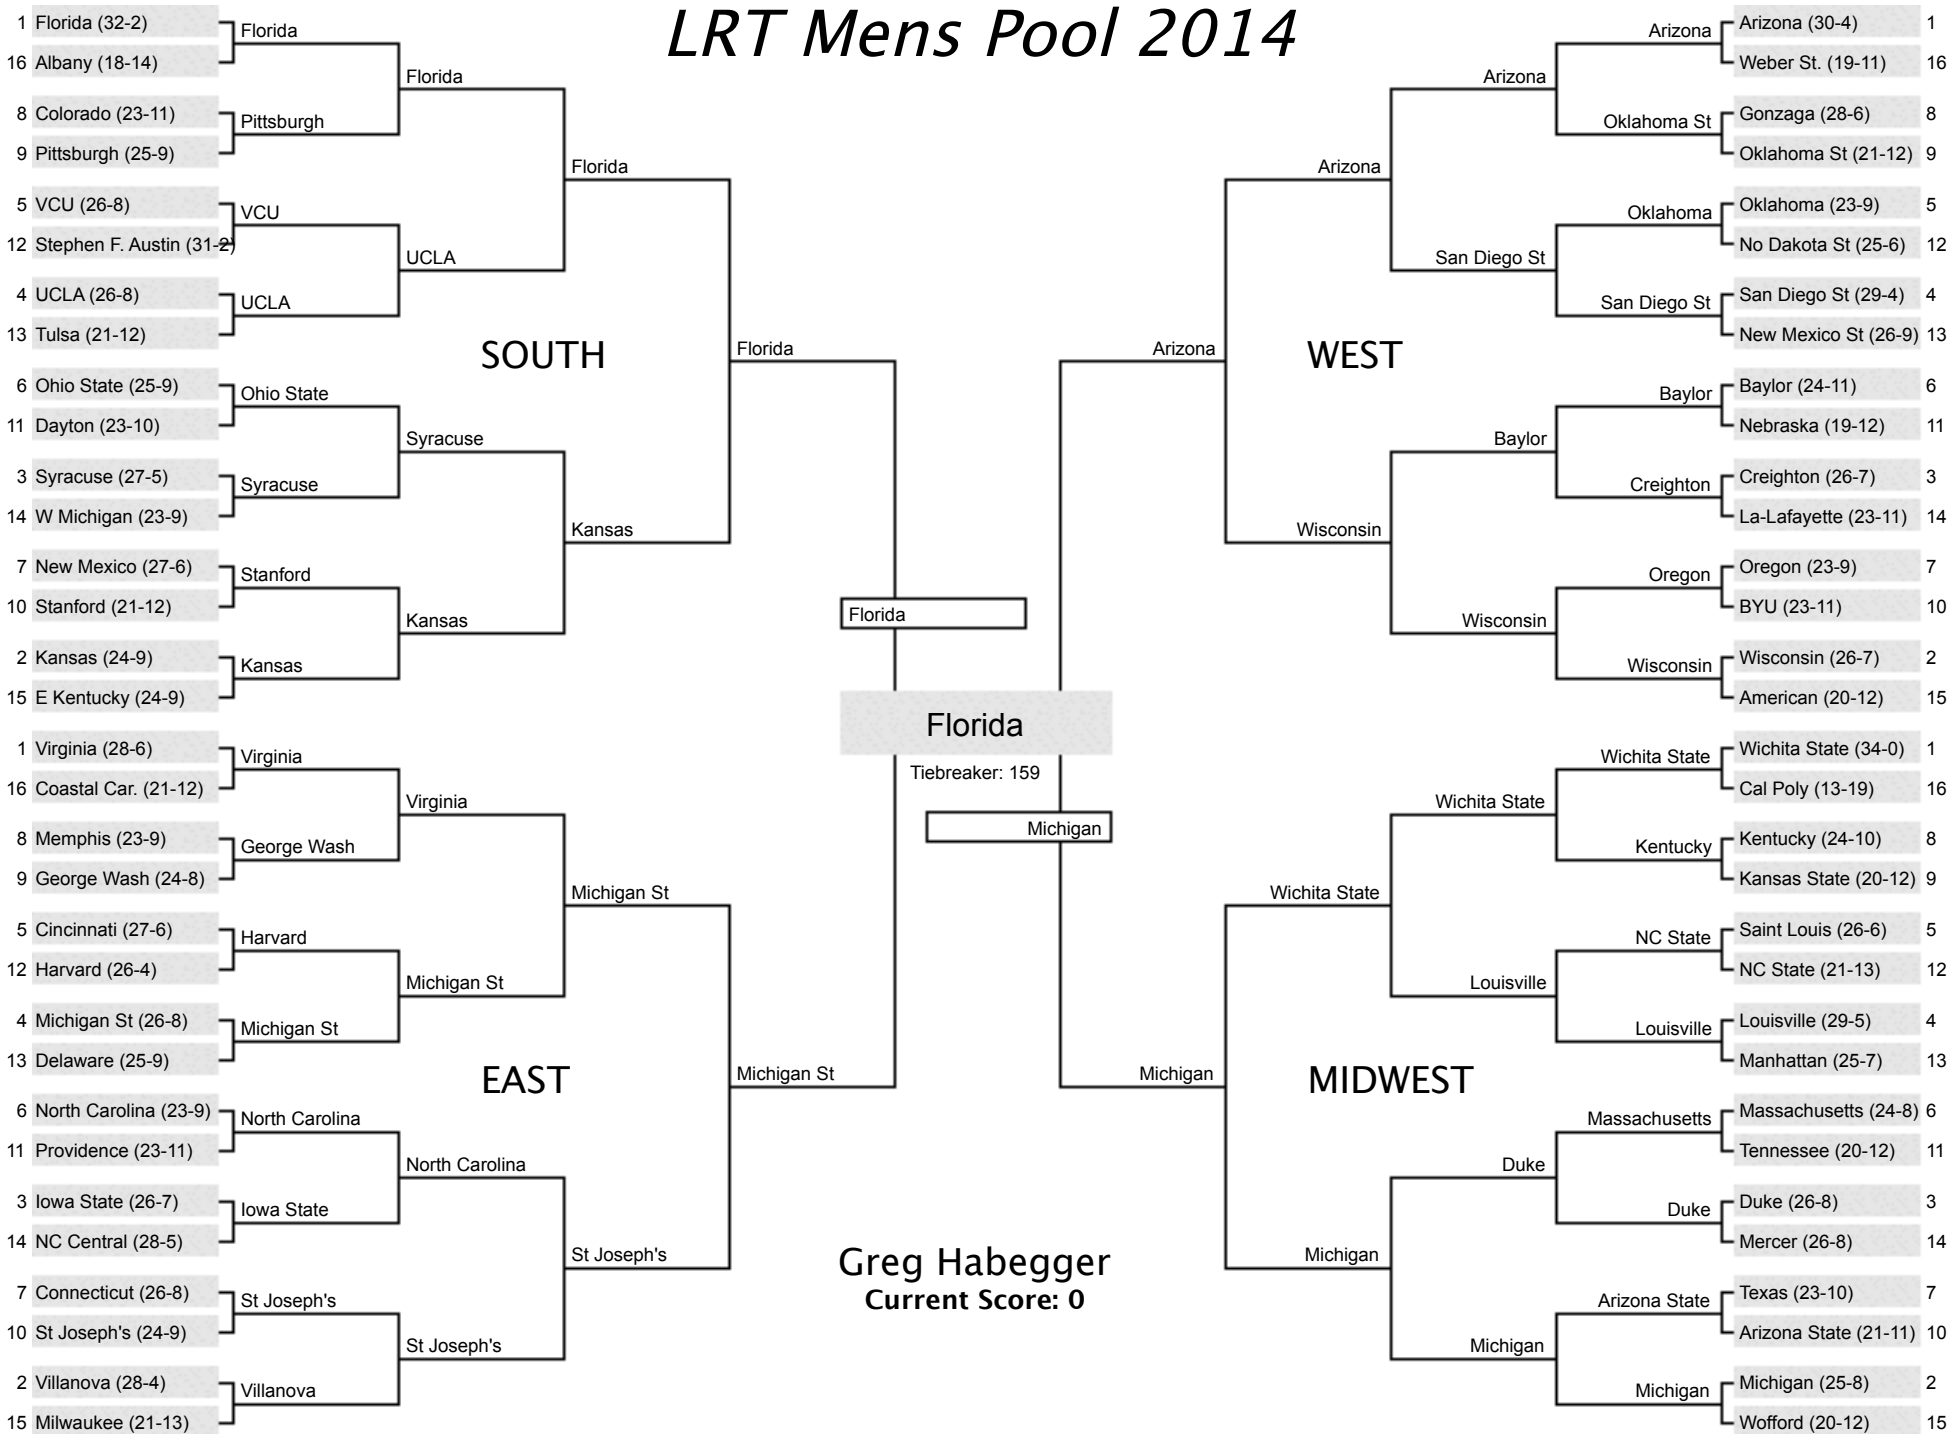 LRT Mens Pool 2014
1 Florida (32-2)
16 Albany (18-14)
8 Colorado (23-11)
9 Pittsburgh (25-9)
5 VCU (26-8)
12 Stephen F. Austin (31-2)
4 UCLA (26-8)
13 Tulsa (21-12)
6 Ohio State (25-9)
11 Dayton (23-10)
3 Syracuse (27-5)
14 W Michigan (23-9)
7 New Mexico (27-6)
10 Stanford (21-12)
2 Kansas (24-9)
15 E Kentucky (24-9)
Florida
Pittsburgh
VCU
UCLA
Ohio State
Syracuse
Stanford
Kansas
Florida
UCLA
Syracuse
Kansas
Florida
Kansas
SOUTH
Florida
1 Virginia (28-6)
16 Coastal Car. (21-12)
8 Memphis (23-9)
9 George Wash (24-8)
5 Cincinnati (27-6)
12 Harvard (26-4)
4 Michigan St (26-8)
13 Delaware (25-9)
6 North Carolina (23-9)
11 Providence (23-11)
3 Iowa State (26-7)
14 NC Central (28-5)
7 Connecticut (26-8)
10 St Joseph's (24-9)
2 Villanova (28-4)
15 Milwaukee (21-13)
Virginia
George Wash
Harvard
Michigan St
North Carolina
Iowa State
St Joseph's
Villanova
Virginia
Michigan St
North Carolina
St Joseph's
Michigan St
St Joseph's
EAST
Michigan St
Florida
Florida
Tiebreaker: 159
Michigan
Greg Habegger
Current Score: 0
Arizona (30-4) 1
Weber St. (19-11) 16
Gonzaga (28-6) 8
Oklahoma St (21-12) 9
Oklahoma (23-9) 5
No Dakota St (25-6) 12
San Diego St (29-4) 4
New Mexico St (26-9) 13
Baylor (24-11) 6
Nebraska (19-12) 11
Creighton (26-7) 3
La-Lafayette (23-11) 14
Oregon (23-9) 7
BYU (23-11) 10
Wisconsin (26-7) 2
American (20-12) 15
Arizona
Oklahoma St
Oklahoma
San Diego St
Baylor
Creighton
Oregon
Wisconsin
Arizona
San Diego St
Baylor
Wisconsin
Arizona
Wisconsin
WEST
Arizona
Wichita State (34-0) 1
Cal Poly (13-19) 16
Kentucky (24-10) 8
Kansas State (20-12) 9
Saint Louis (26-6) 5
NC State (21-13) 12
Louisville (29-5) 4
Manhattan (25-7) 13
Massachusetts (24-8) 6
Tennessee (20-12) 11
Duke (26-8) 3
Mercer (26-8) 14
Texas (23-10) 7
Arizona State (21-11) 10
Michigan (25-8) 2
Wofford (20-12) 15
Wichita State
Kentucky
NC State
Louisville
Massachusetts
Duke
Arizona State
Michigan
Wichita State
Louisville
Duke
Michigan
Wichita State
Michigan
MIDWEST
Michigan